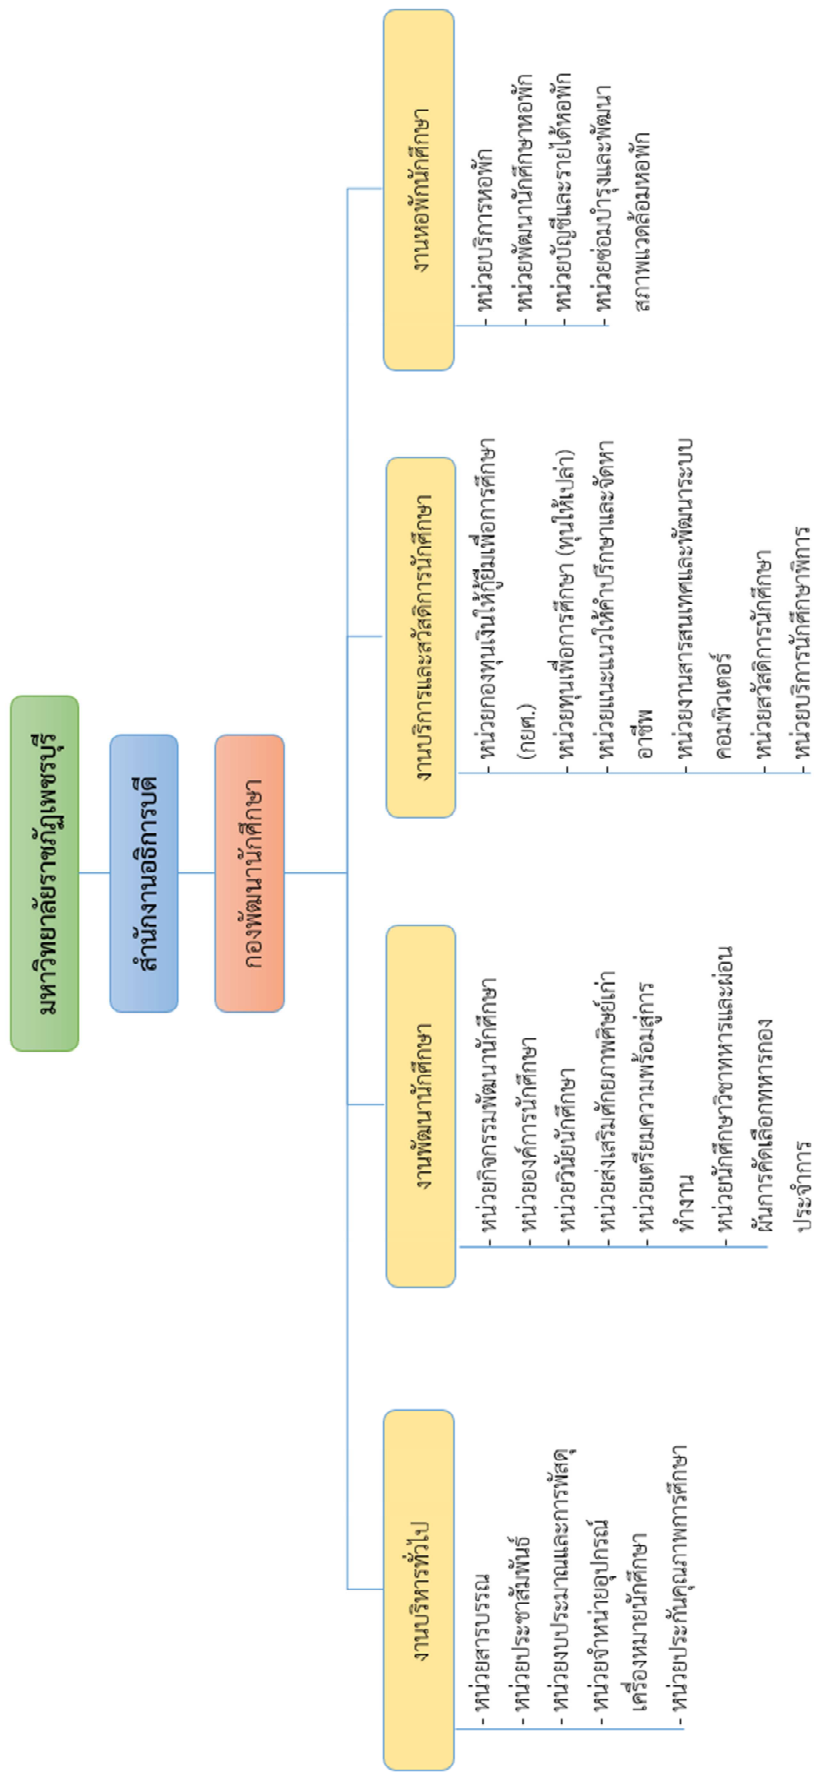 มหาวิทยาลัยราชภัฏเพชรบุรี
สำนักงานอธิการบดี
กองพัฒนานักศึกษา
งานบริหารทั่วไป
- หน่วยสารบรรณ
- หน่วยประชาสัมพันธ์
- หน่วยงบประมาณและการพัสดุ
- หน่วยจำหน่ายอุปกรณ์
เครื่องหมายนักศึกษา
- หน่วยประกันคุณภาพการศึกษา
งานพัฒนานักศึกษา
- หน่วยกิจกรรมพัฒนานักศึกษา
- หน่วยองค์การนักศึกษา
- หน่วยวินัยนักศึกษา
- หน่วยส่งเสริมศักยภาพศิษย์เก่า
- หน่วยเตรียมความพร้อมสู่การ
ทำงาน
- หน่วยนักศึกษาวิชาทหารและผ่อน
ผันการคัดเลือกทหารกอง
ประจำการ
งานบริการและสวัสดิการนักศึกษา
- หน่วยกองทุนเงินให้กู้ยืมเพื่อการศึกษา
(กยศ.)
- หน่วยทุนเพื่อการศึกษา (ทุนให้เปล่า)
- หน่วยแนะแนวให้คำปรึกษาและจัดหา
อาชีพ
- หน่วยงานสารสนเทศและพัฒนาระบบ
คอมพิวเตอร์
- หน่วยสวัสดิการนักศึกษา
- หน่วยบริการนักศึกษาพิการ
งานหอพักนักศึกษา
- หน่วยบริการหอพัก
- หน่วยพัฒนานักศึกษาหอพัก
- หน่วยบัญชีและรายได้หอพัก
- หน่วยซ่อมบำรุงและพัฒนา
สภาพแวดล้อมหอพัก